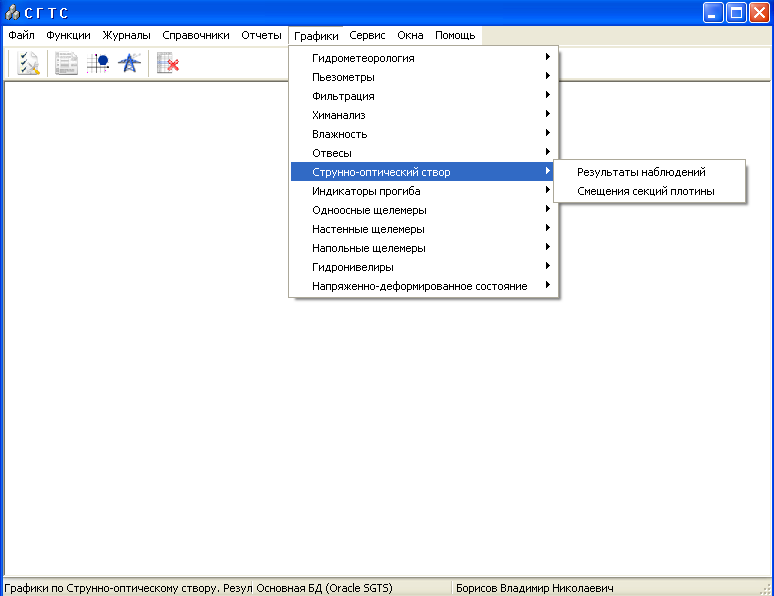 СГТС
Файл Функции Журналы Справочники Отчеты Графики Сервис Окна Помощь
Гидрометеорология
Пьезометры
Фильтрация
Химанализ
Влажность
Отвесы
Струнно-оптический створ
Результаты наблюдений
Индикаторы прогиба
Смещения секций плотины
Одноосные щелемеры
Настенные щелемеры
Напольные щелемеры
Гидронивелиры
Напряженно-деформированное состояние
Графики по Струнно-оптическому створу. Резул Основная БД (Oracle SGTS) Борисов Владимир Николаевич